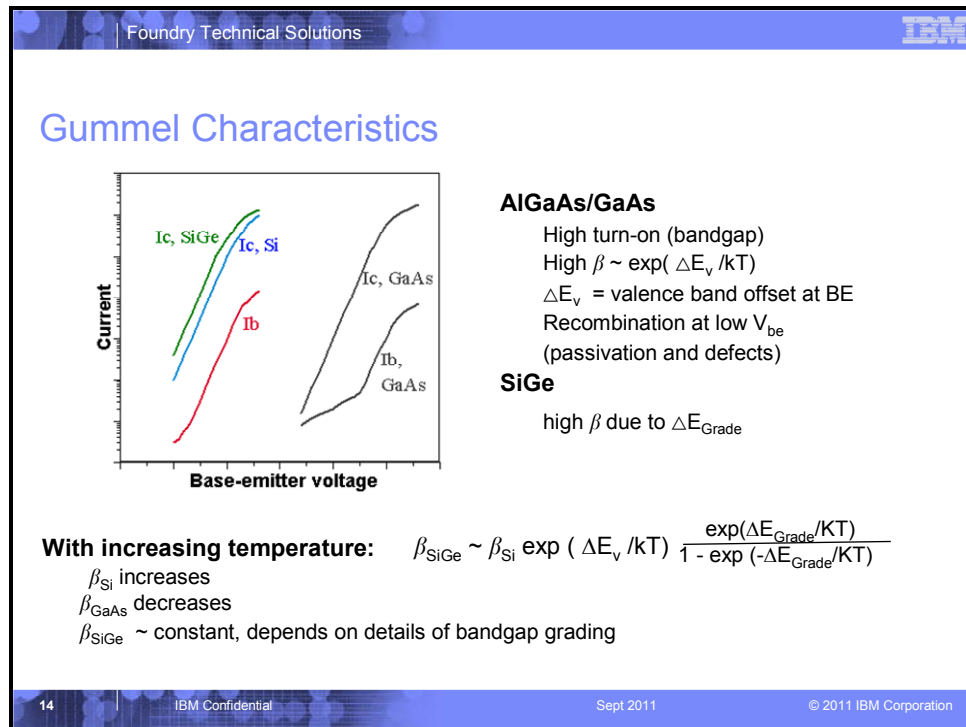 Foundry Technical Solutions
IBM
Gummel Characteristics
Ic, SiGe
Ic, Si
Ib
Ic, GaAs
Ib,
GaAs
Current
Base-emitter voltage
AlGaAs/GaAs
High turn-on (bandgap)
High β ~ exp( △Ev /kT)
△Ev = valence band offset at BE
Recombination at low Vbe
(passivation and defects)
SiGe
high β due to △EGrade
With increasing temperature: βSiGe ~ βSi exp ( ΔEv /kT) exp(ΔEGrade/KT) / 1 - exp (-ΔEGrade/KT)
βSi increases
βGaAs decreases
βSiGe ~ constant, depends on details of bandgap grading
14 IBM Confidential Sept 2011 © 2011 IBM Corporation